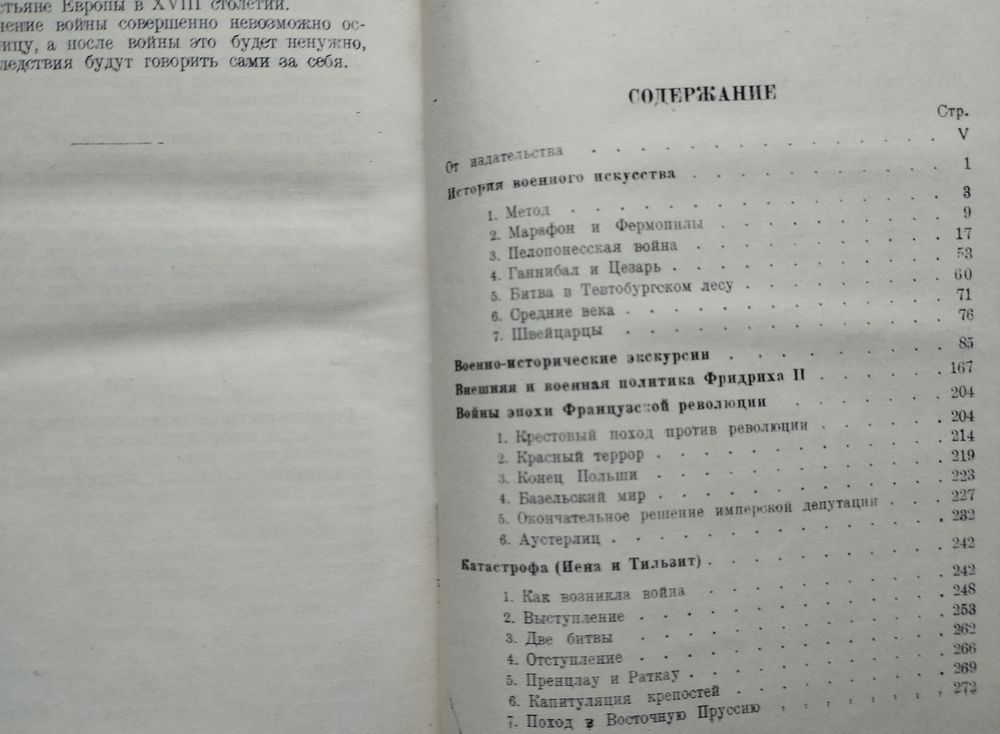 стьяне Европы в XVIII столетии.
чение войны совершенно невозможно ос-
ницу, а после войны это будет ненужно,
ледствия будут говорить сами за себя.
СОДЕРЖАНИЕ
Стр.
От издательства . . . . . . . . . . . V
История военного искусства . . . . . . . . . 1
1. Метод . . . . . . . . . . . 3
2. Марафон и Фермопилы . . . . . . . . 9
3. Пелопонесская война . . . . . . . . 17
4. Ганнибал и Цезарь . . . . . . . . . 53
5. Битва в Тевтобургском лесу . . . . . . . 60
6. Средние века . . . . . . . . . . 71
7. Швейцарцы . . . . . . . . . . 76
Военно-исторические экскурсии . . . . . . . 85
Внешняя и военная политика Фридриха II . . . . . 167
Войны эпохи Французской революции . . . . . . 204
1. Крестовый поход против революции . . . . . 204
2. Красный террор . . . . . . . . . 214
3. Конец Польши . . . . . . . . . 219
4. Базельский мир . . . . . . . . . 223
5. Окончательное решение имперской депутации . . . 227
6. Аустерлиц . . . . . . . . . . 232
Катастрофа (Иена и Тильзит) . . . . . . . . 242
1. Как возникла война . . . . . . . . 242
2. Выступление . . . . . . . . . . 248
3. Две битвы . . . . . . . . . . 253
4. Отступление . . . . . . . . . . 262
5. Пренцлау и Раткау . . . . . . . . . 266
6. Капитуляция крепостей . . . . . . . 269
7. Поход в Восточную Пруссию . . . . . . . 272